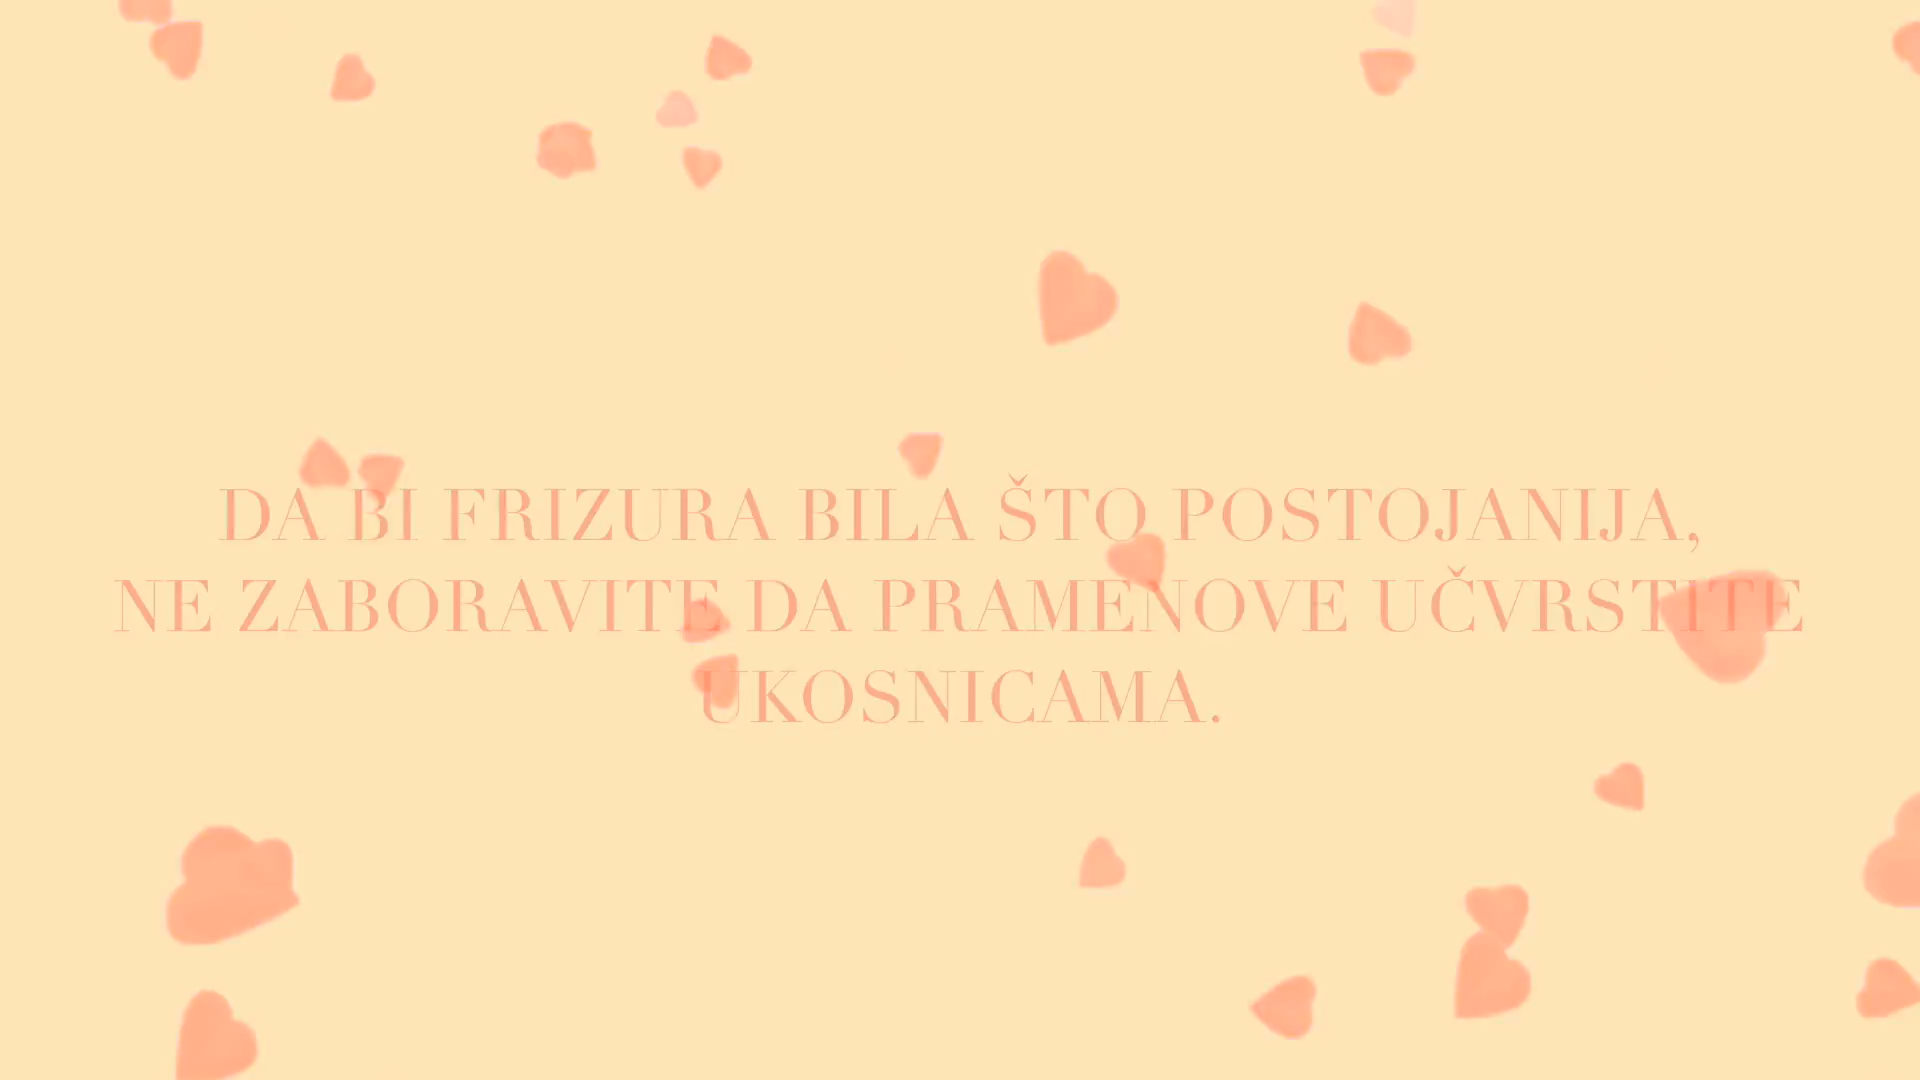 DA BI FRIZURA BILA ŠTO POSTOJANIJA,
NE ZABORAVITE DA PRAMENOVE UČVRSTITE
UKOSNICAMA.